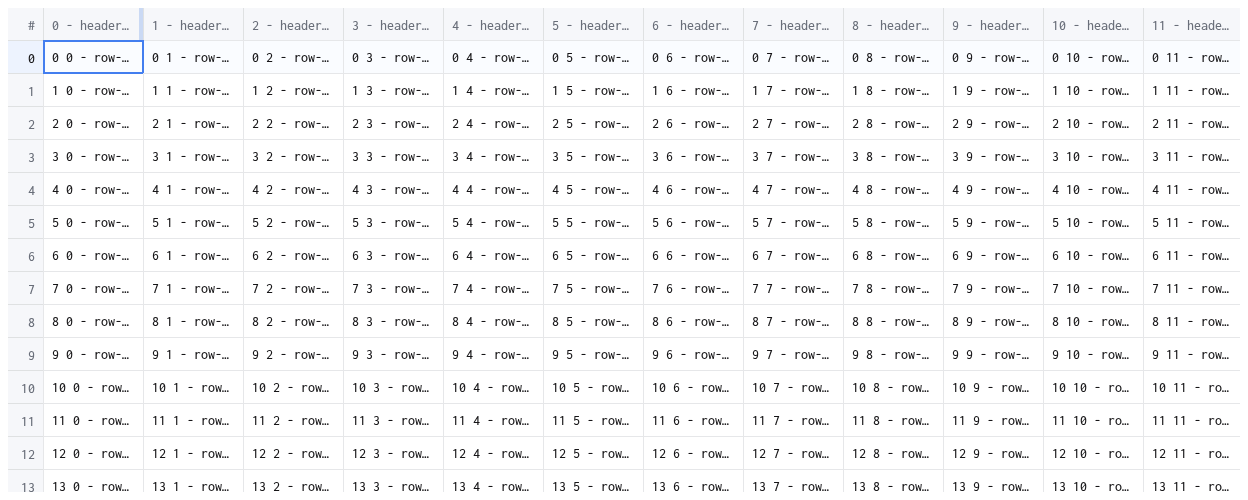 # 0 - header… 1 - header… 2 - header… 3 - header… 4 - header… 5 - header… 6 - header… 7 - header… 8 - header… 9 - header… 10 - heade… 11 - heade…
0 0 0 - row-… 0 1 - row-… 0 2 - row-… 0 3 - row-… 0 4 - row-… 0 5 - row-… 0 6 - row-… 0 7 - row-… 0 8 - row-… 0 9 - row-… 0 10 - row… 0 11 - row…
1 1 0 - row-… 1 1 - row-… 1 2 - row-… 1 3 - row-… 1 4 - row-… 1 5 - row-… 1 6 - row-… 1 7 - row-… 1 8 - row-… 1 9 - row-… 1 10 - row… 1 11 - row…
2 2 0 - row-… 2 1 - row-… 2 2 - row-… 2 3 - row-… 2 4 - row-… 2 5 - row-… 2 6 - row-… 2 7 - row-… 2 8 - row-… 2 9 - row-… 2 10 - row… 2 11 - row…
3 3 0 - row-… 3 1 - row-… 3 2 - row-… 3 3 - row-… 3 4 - row-… 3 5 - row-… 3 6 - row-… 3 7 - row-… 3 8 - row-… 3 9 - row-… 3 10 - row… 3 11 - row…
4 4 0 - row-… 4 1 - row-… 4 2 - row-… 4 3 - row-… 4 4 - row-… 4 5 - row-… 4 6 - row-… 4 7 - row-… 4 8 - row-… 4 9 - row-… 4 10 - row… 4 11 - row…
5 5 0 - row-… 5 1 - row-… 5 2 - row-… 5 3 - row-… 5 4 - row-… 5 5 - row-… 5 6 - row-… 5 7 - row-… 5 8 - row-… 5 9 - row-… 5 10 - row… 5 11 - row…
6 6 0 - row-… 6 1 - row-… 6 2 - row-… 6 3 - row-… 6 4 - row-… 6 5 - row-… 6 6 - row-… 6 7 - row-… 6 8 - row-… 6 9 - row-… 6 10 - row… 6 11 - row…
7 7 0 - row-… 7 1 - row-… 7 2 - row-… 7 3 - row-… 7 4 - row-… 7 5 - row-… 7 6 - row-… 7 7 - row-… 7 8 - row-… 7 9 - row-… 7 10 - row… 7 11 - row…
8 8 0 - row-… 8 1 - row-… 8 2 - row-… 8 3 - row-… 8 4 - row-… 8 5 - row-… 8 6 - row-… 8 7 - row-… 8 8 - row-… 8 9 - row-… 8 10 - row… 8 11 - row…
9 9 0 - row-… 9 1 - row-… 9 2 - row-… 9 3 - row-… 9 4 - row-… 9 5 - row-… 9 6 - row-… 9 7 - row-… 9 8 - row-… 9 9 - row-… 9 10 - row… 9 11 - row…
10 10 0 - row… 10 1 - row… 10 2 - row… 10 3 - row… 10 4 - row… 10 5 - row… 10 6 - row… 10 7 - row… 10 8 - row… 10 9 - row… 10 10 - ro… 10 11 - ro…
11 11 0 - row… 11 1 - row… 11 2 - row… 11 3 - row… 11 4 - row… 11 5 - row… 11 6 - row… 11 7 - row… 11 8 - row… 11 9 - row… 11 10 - ro… 11 11 - ro…
12 12 0 - row… 12 1 - row… 12 2 - row… 12 3 - row… 12 4 - row… 12 5 - row… 12 6 - row… 12 7 - row… 12 8 - row… 12 9 - row… 12 10 - ro… 12 11 - ro…
13 13 0 - row… 13 1 - row… 13 2 - row… 13 3 - row… 13 4 - row… 13 5 - row… 13 6 - row… 13 7 - row… 13 8 - row… 13 9 - row… 13 10 - ro… 13 11 - ro…